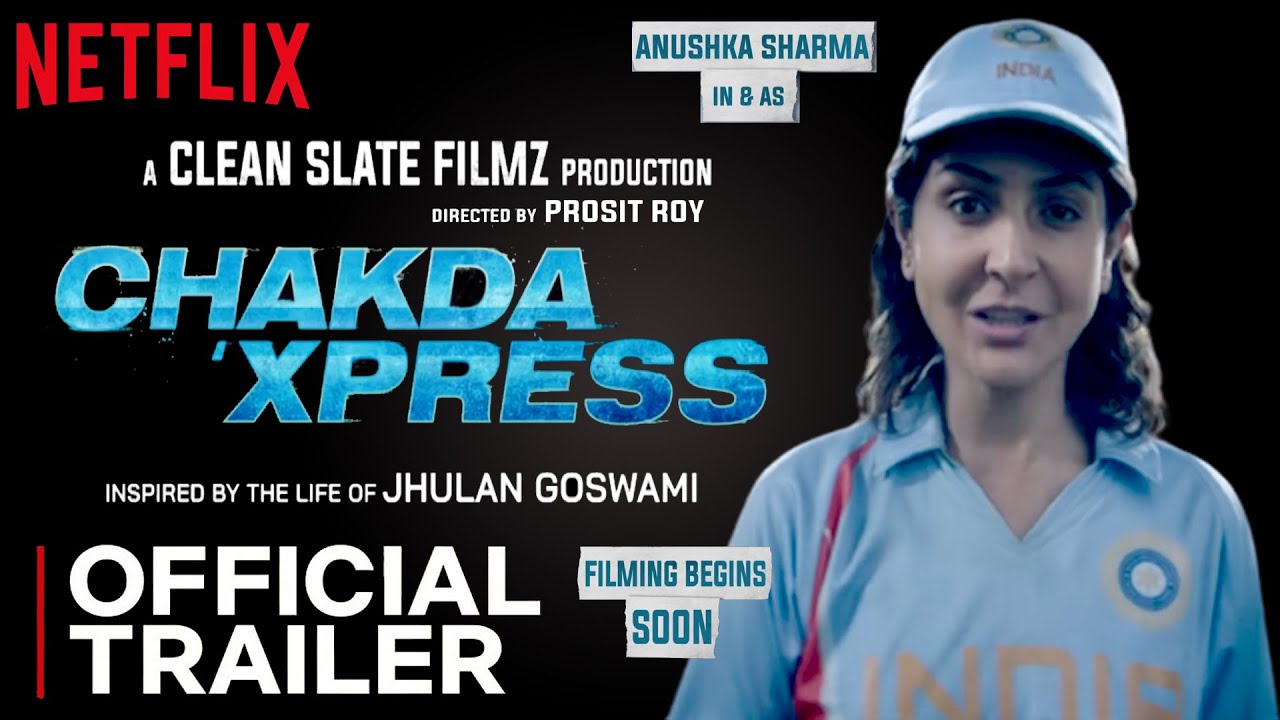 NETFLIX
ANUSHKA SHARMA
IN & AS
A CLEAN SLATE FILMZ PRODUCTION
DIRECTED BY PROSIT ROY
CHAKDA
'XPRESS
INSPIRED BY THE LIFE OF JHULAN GOSWAMI
OFFICIAL
TRAILER
FILMING BEGINS
SOON
INDIA
INDIA